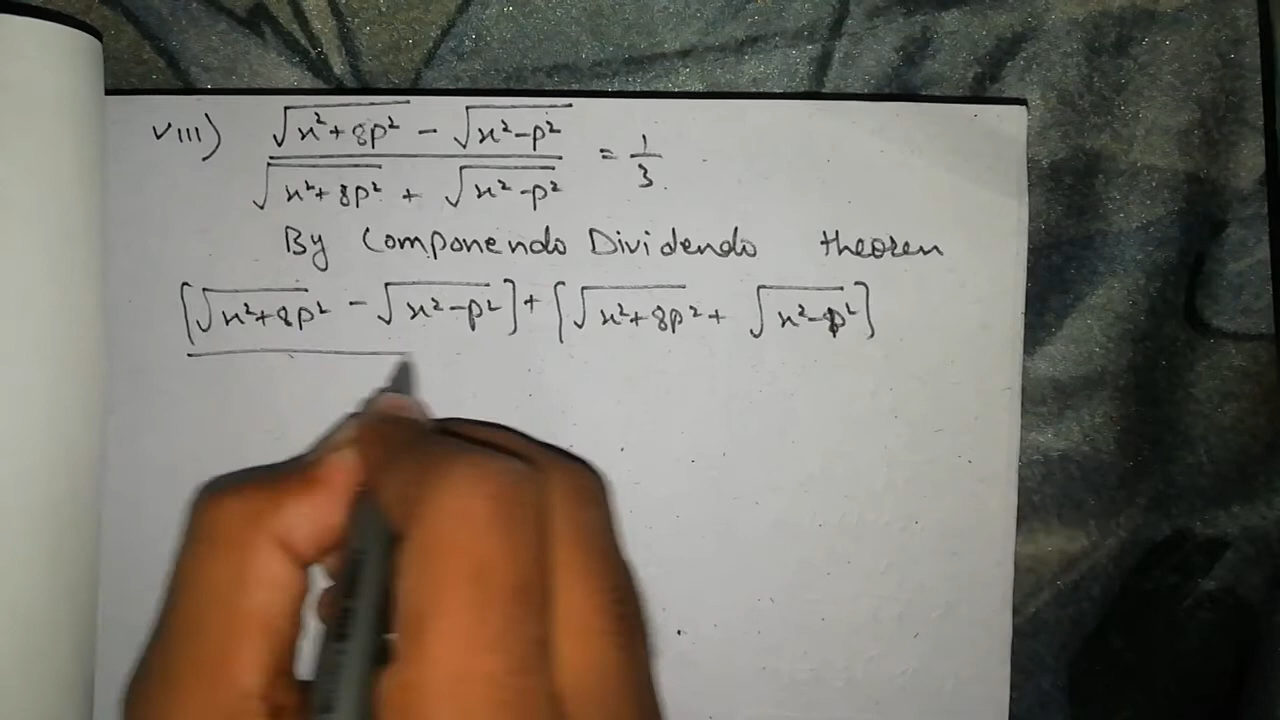 VIII) √x²+8p² - √x²-p² / √x²+8p² + √x²-p² = 1/3.
By Componendo Dividendo theorem
[√x²+8p² - √x²-p²] + [√x²+8p² + √x²-p²]